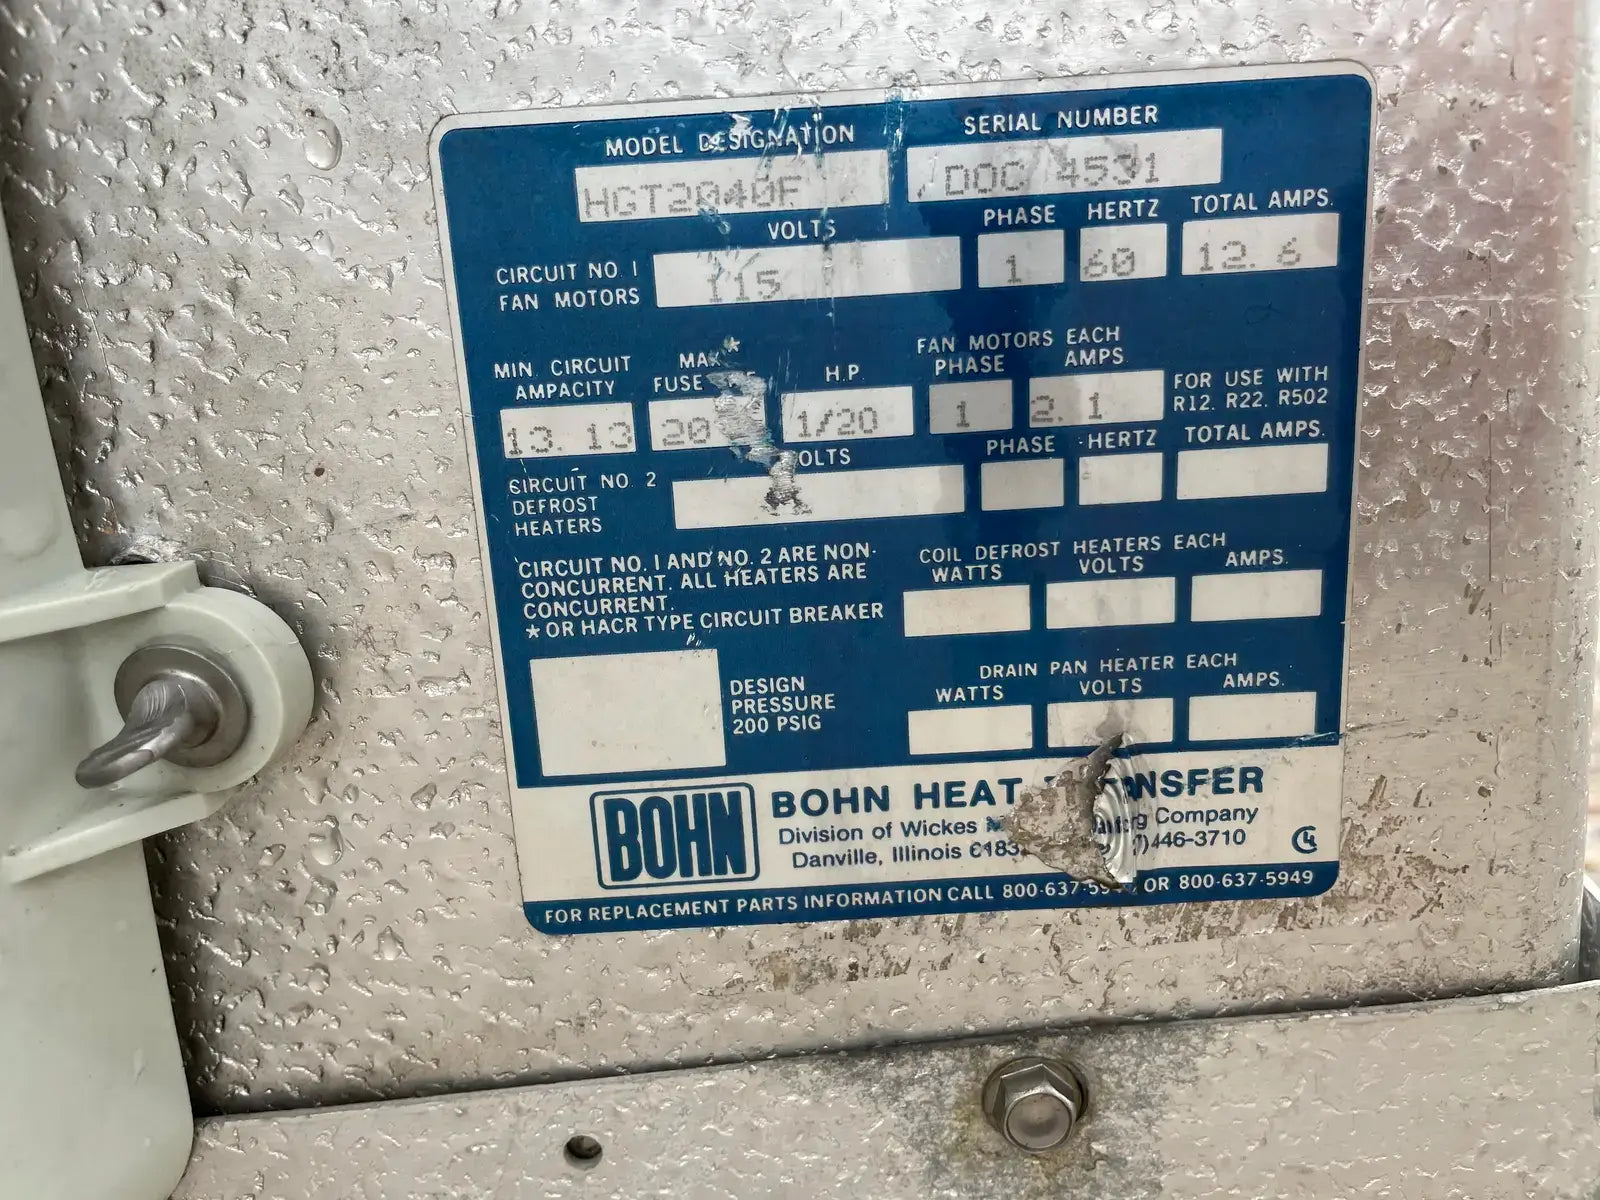 MODEL DESIGNATION SERIAL NUMBER
HGT2040F DOC 4531
VOLTS PHASE HERTZ TOTAL AMPS.
CIRCUIT NO. 1
FAN MOTORS 115 1 60 12.6
FAN MOTORS EACH
MIN. CIRCUIT AMPACITY MAX* FUSE H.P. PHASE AMPS
13.13 20 1/20 1 2.1
FOR USE WITH
R12. R22. R502
VOLTS PHASE HERTZ TOTAL AMPS.
CIRCUIT NO. 2
DEFROST
HEATERS
CIRCUIT NO. 1 AND NO. 2 ARE NON-
CONCURRENT. ALL HEATERS ARE
CONCURRENT.
* OR HACR TYPE CIRCUIT BREAKER
COIL DEFROST HEATERS EACH
WATTS VOLTS AMPS.
DESIGN
PRESSURE
200 PSIG
DRAIN PAN HEATER EACH
WATTS VOLTS AMPS.
BOHN
BOHN HEAT TRANSFER
Division of Wickes Company
Danville, Illinois 446-3710
FOR REPLACEMENT PARTS INFORMATION CALL 800-637-59 OR 800-637-5949